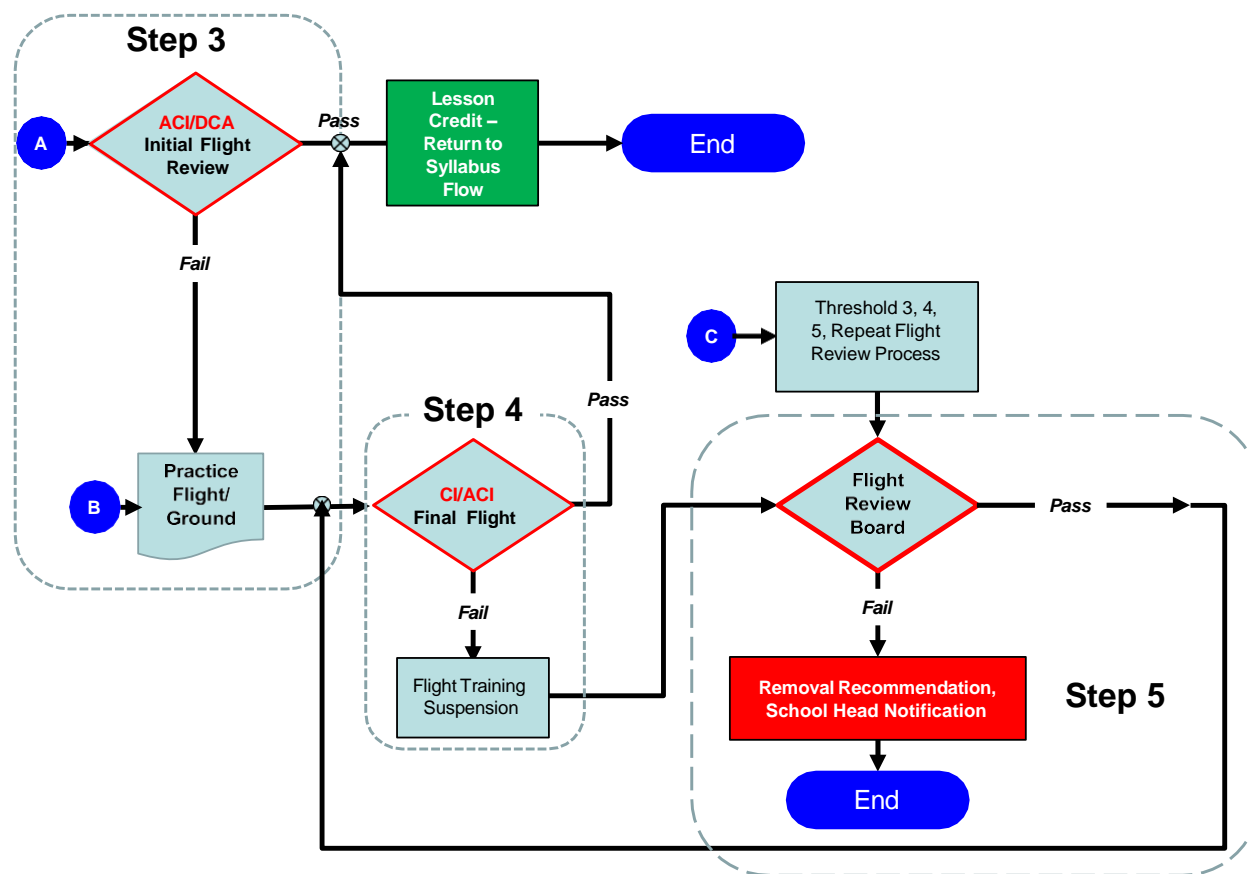 Step 3
A
ACI/DCA
Initial Flight
Review
Pass
Lesson
Credit –
Return to
Syllabus
Flow
End
Fail
C
Threshold 3, 4,
5, Repeat Flight
Review Process
B
Practice
Flight/
Ground
Step 4
CI/ACI
Final Flight
Pass
Fail
Flight Training
Suspension
Flight
Review
Board
Pass
Fail
Removal Recommendation,
School Head Notification
Step 5
End